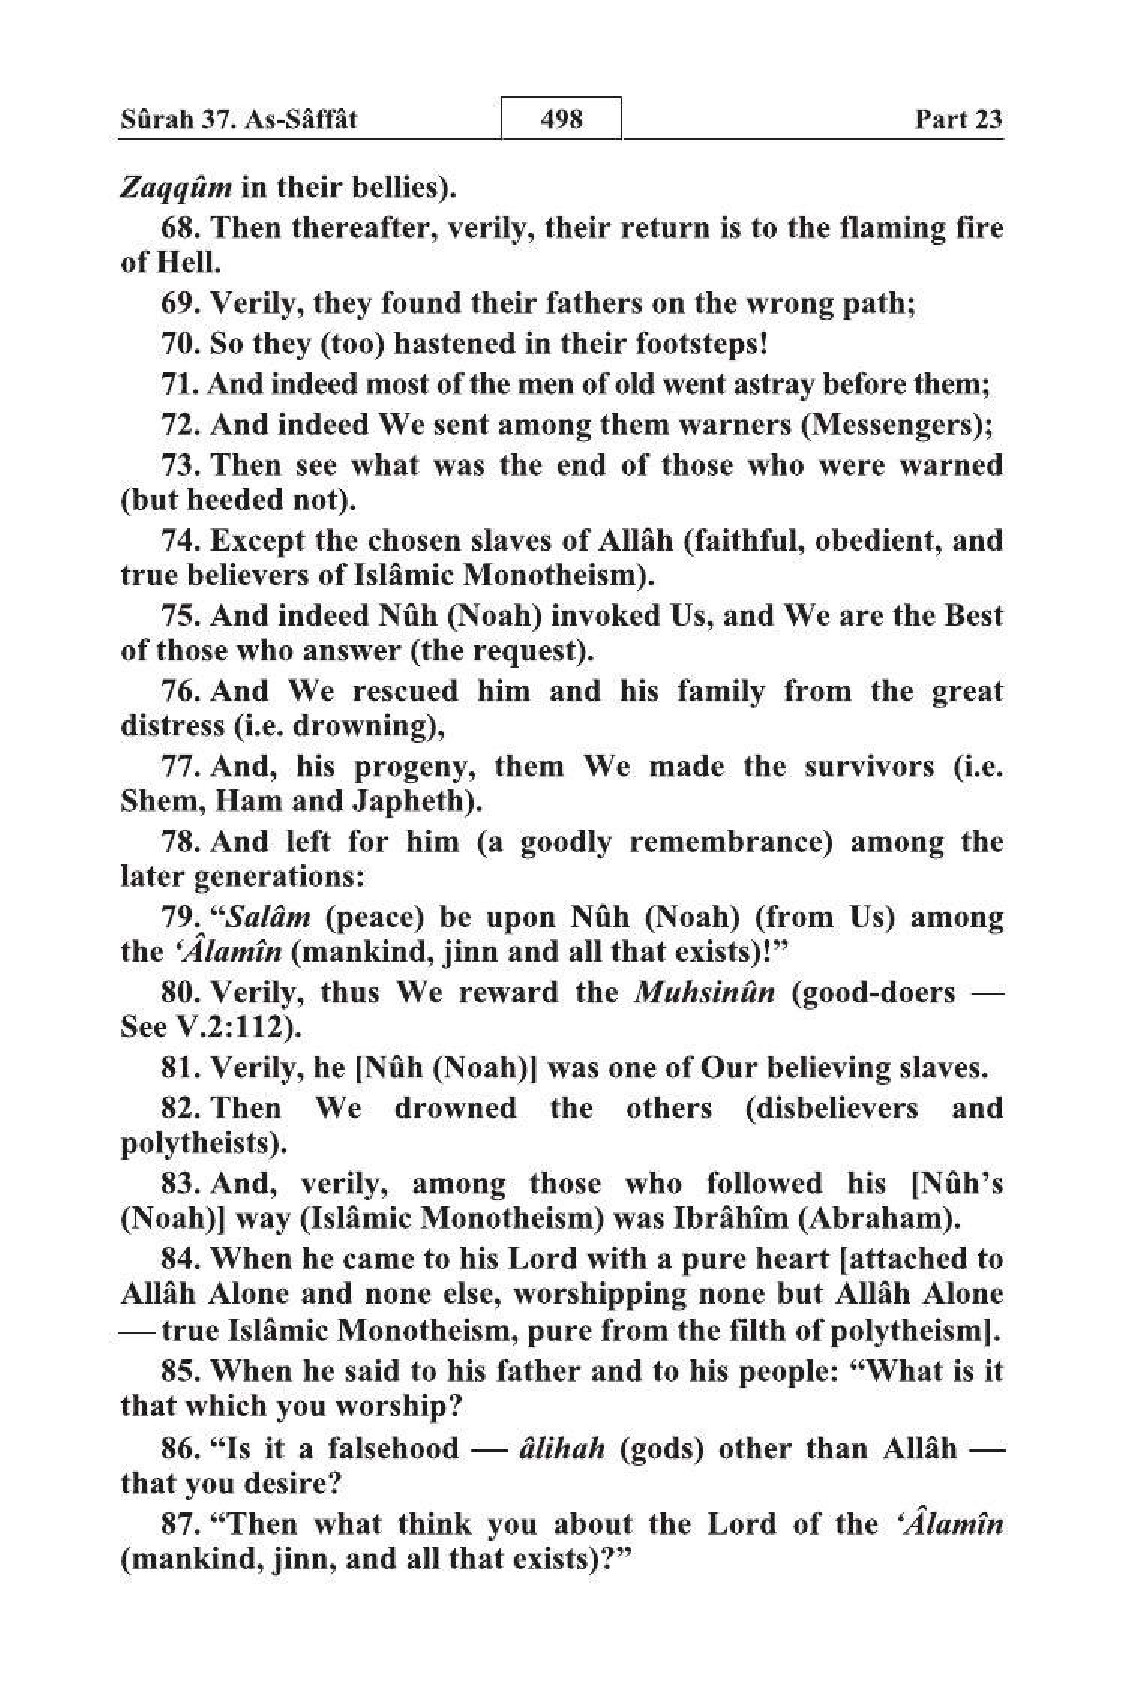 Sûrah 37. As-Sâffât 498 Part 23
Zaqqûm in their bellies).
68. Then thereafter, verily, their return is to the flaming fire
of Hell.
69. Verily, they found their fathers on the wrong path;
70. So they (too) hastened in their footsteps!
71. And indeed most of the men of old went astray before them;
72. And indeed We sent among them warners (Messengers);
73. Then see what was the end of those who were warned
(but heeded not).
74. Except the chosen slaves of Allâh (faithful, obedient, and
true believers of Islâmic Monotheism).
75. And indeed Nûh (Noah) invoked Us, and We are the Best
of those who answer (the request).
76. And We rescued him and his family from the great
distress (i.e. drowning),
77. And, his progeny, them We made the survivors (i.e.
Shem, Ham and Japheth).
78. And left for him (a goodly remembrance) among the
later generations:
79. “Salâm (peace) be upon Nûh (Noah) (from Us) among
the ‘Âlamîn (mankind, jinn and all that exists)!”
80. Verily, thus We reward the Muhsinûn (good-doers —
See V.2:112).
81. Verily, he [Nûh (Noah)] was one of Our believing slaves.
82. Then We drowned the others (disbelievers and
polytheists).
83. And, verily, among those who followed his [Nûh’s
(Noah)] way (Islâmic Monotheism) was Ibrâhîm (Abraham).
84. When he came to his Lord with a pure heart [attached to
Allâh Alone and none else, worshipping none but Allâh Alone
— true Islâmic Monotheism, pure from the filth of polytheism].
85. When he said to his father and to his people: “What is it
that which you worship?
86. “Is it a falsehood — âlihah (gods) other than Allâh —
that you desire?
87. “Then what think you about the Lord of the ‘Âlamîn
(mankind, jinn, and all that exists)?”